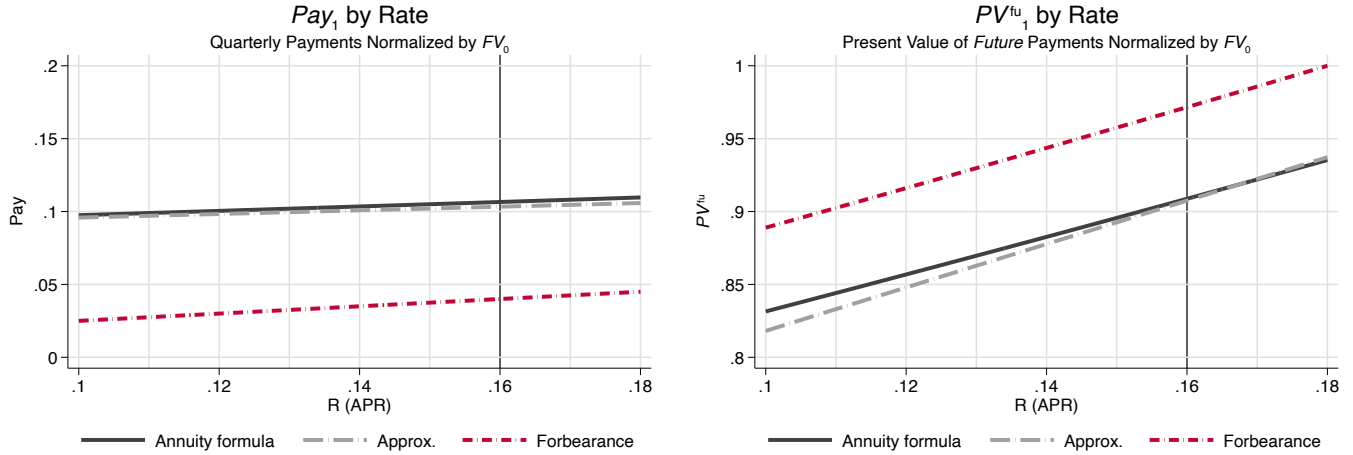 Pay₁ by Rate
Quarterly Payments Normalized by FV₀
.2
.15
.1
.05
0
Pay
.1 .12 .14 .16 .18
R (APR)
Annuity formula Approx. Forbearance
PVᶠᵘ₁ by Rate
Present Value of Future Payments Normalized by FV₀
1
.95
.9
.85
.8
PVᶠᵘ
.1 .12 .14 .16 .18
R (APR)
Annuity formula Approx. Forbearance